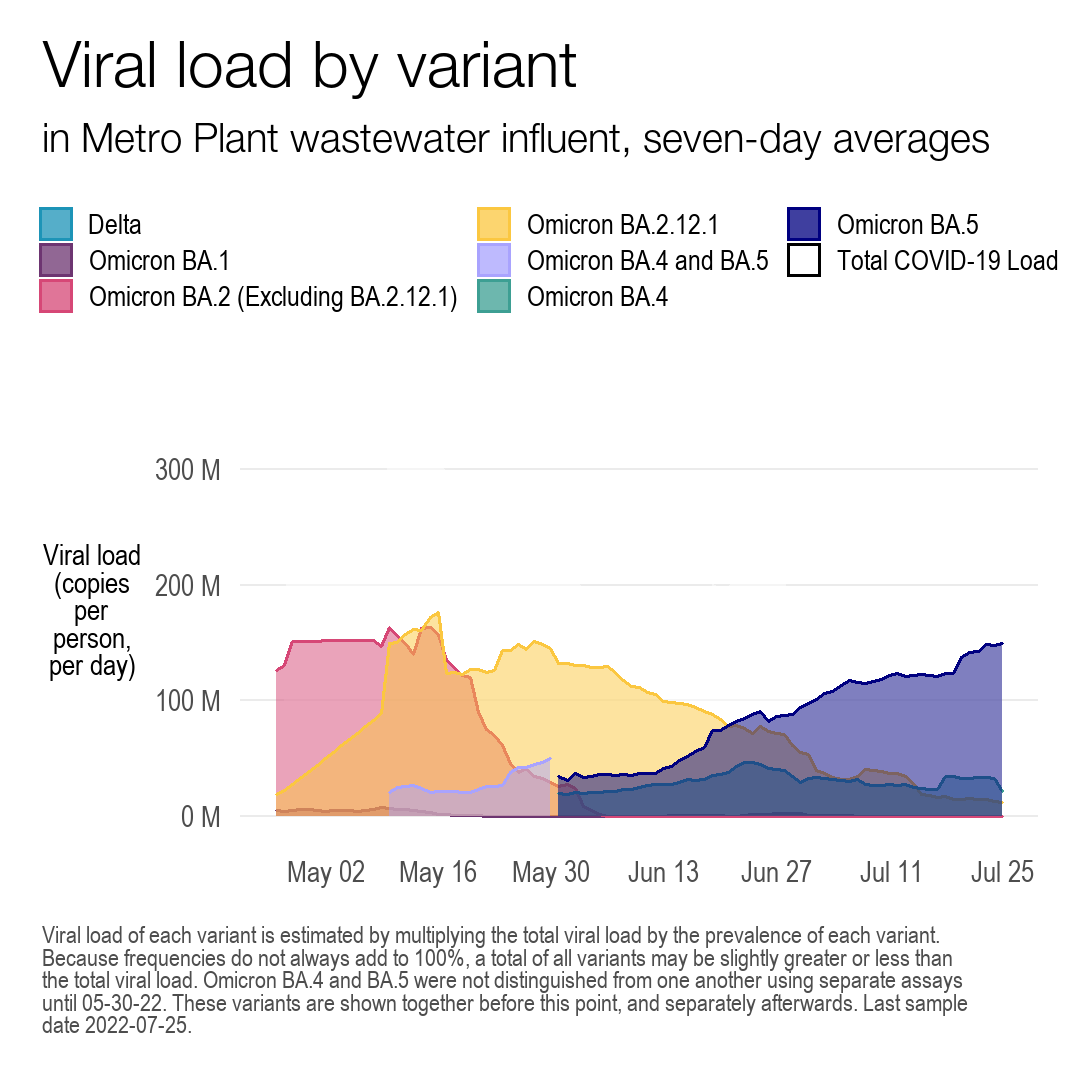 Viral load by variant
in Metro Plant wastewater influent, seven-day averages
Delta
Omicron BA.1
Omicron BA.2 (Excluding BA.2.12.1)
Omicron BA.2.12.1
Omicron BA.4 and BA.5
Omicron BA.4
Omicron BA.5
Total COVID-19 Load
300 M
200 M
100 M
0 M
Viral load
(copies
per
person,
per day)
May 02
May 16
May 30
Jun 13
Jun 27
Jul 11
Jul 25
Viral load of each variant is estimated by multiplying the total viral load by the prevalence of each variant.
Because frequencies do not always add to 100%, a total of all variants may be slightly greater or less than
the total viral load. Omicron BA.4 and BA.5 were not distinguished from one another using separate assays
until 05-30-22. These variants are shown together before this point, and separately afterwards. Last sample
date 2022-07-25.